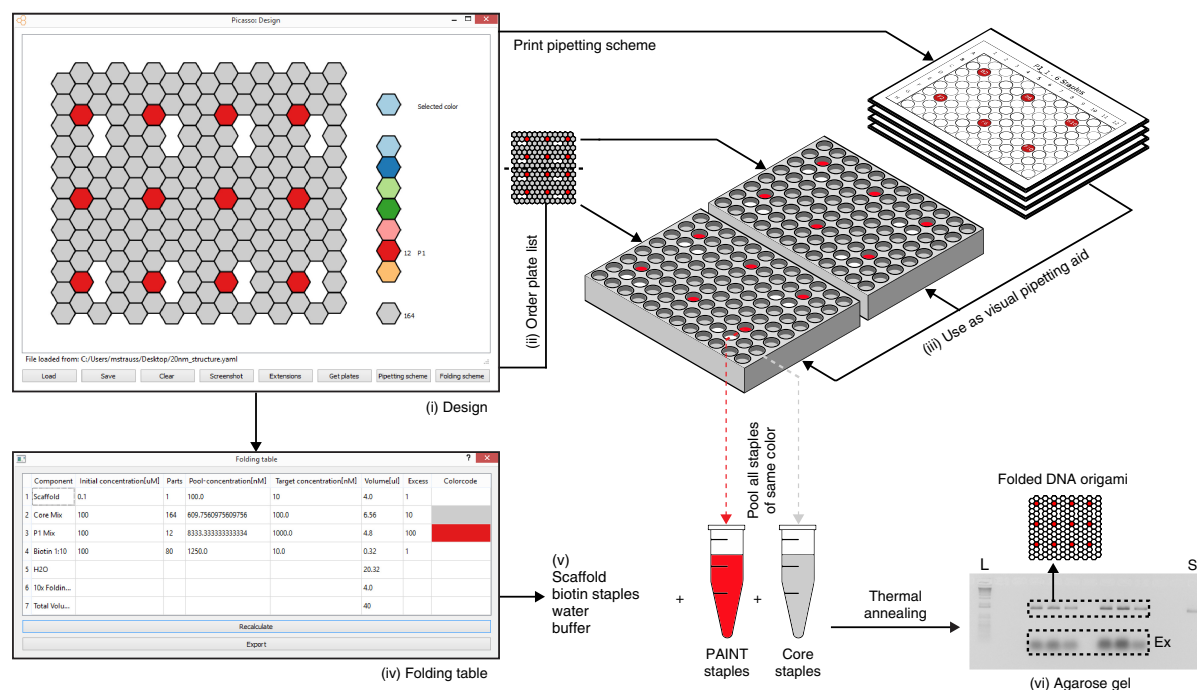 Picasso: Design
Selected color
12 P1
164
File loaded from: C:/Users/mstrauss/Desktop/20nm_structure.yaml
Load Save Clear Screenshot Extensions Get plates Pipetting scheme Folding scheme
(i) Design
Print pipetting scheme
(ii) Order plate list
(iii) Use as visual pipetting aid
Folding table
Component Initial concentration[uM] Parts Pool-concentration[nM] Target concentration[nM] Volume[ul] Excess Colorcode
1 Scaffold 0.1 1 100.0 10 4.0 1
2 Core Mix 100 164 609.7560975609756 100.0 6.56 10
3 P1 Mix 100 12 8333.333333333334 1000.0 4.8 100
4 Biotin 1:10 100 80 1250.0 10.0 0.32 1
5 H2O 20.32
6 10x Foldin... 4.0
7 Total Volu... 40
Recalculate
Export
(iv) Folding table
(v)
Scaffold
biotin staples
water
buffer
+
+
Pool all staples
of same color
PAINT
staples
Core
staples
Thermal
annealing
Folded DNA origami
L
S
Ex
(vi) Agarose gel